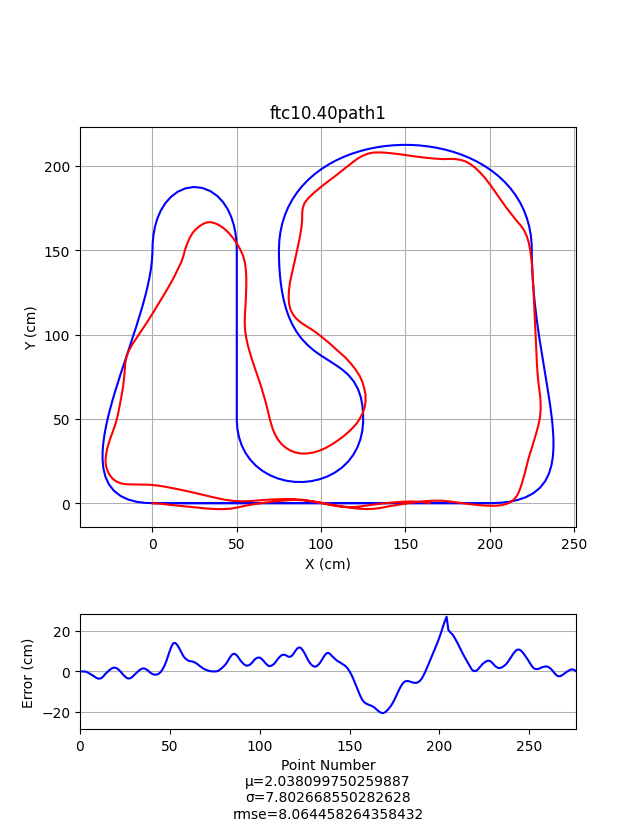 ftc10.40path1
Y (cm)
200
150
100
50
0
0 50 100 150 200 250
X (cm)
Error (cm)
20
0
−20
0 50 100 150 200 250
Point Number
μ=2.038099750259887
σ=7.802668550282628
rmse=8.064458264358432